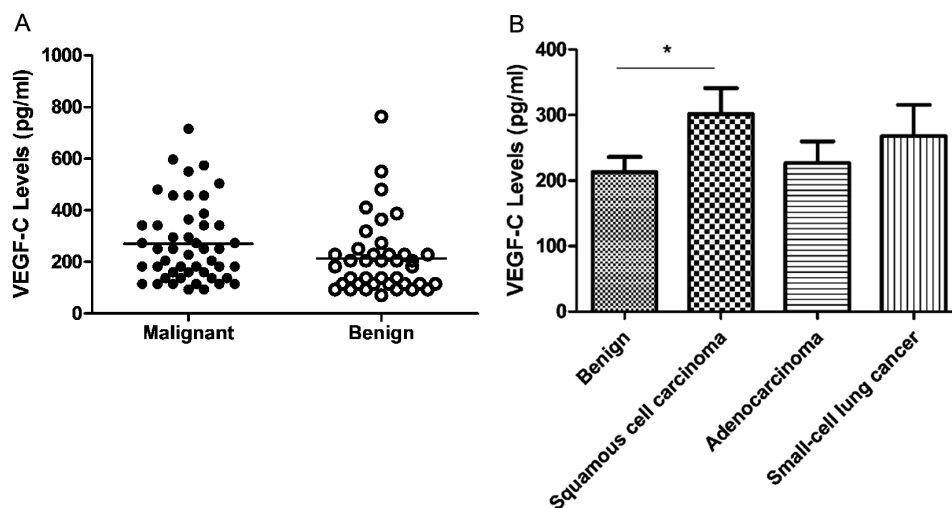 A
VEGF-C Levels (pg/ml)
1000
800
600
400
200
0
Malignant
Benign
B
VEGF-C Levels (pg/ml)
400
300
200
100
0
*
Benign
Squamous cell carcinoma
Adenocarcinoma
Small-cell lung cancer